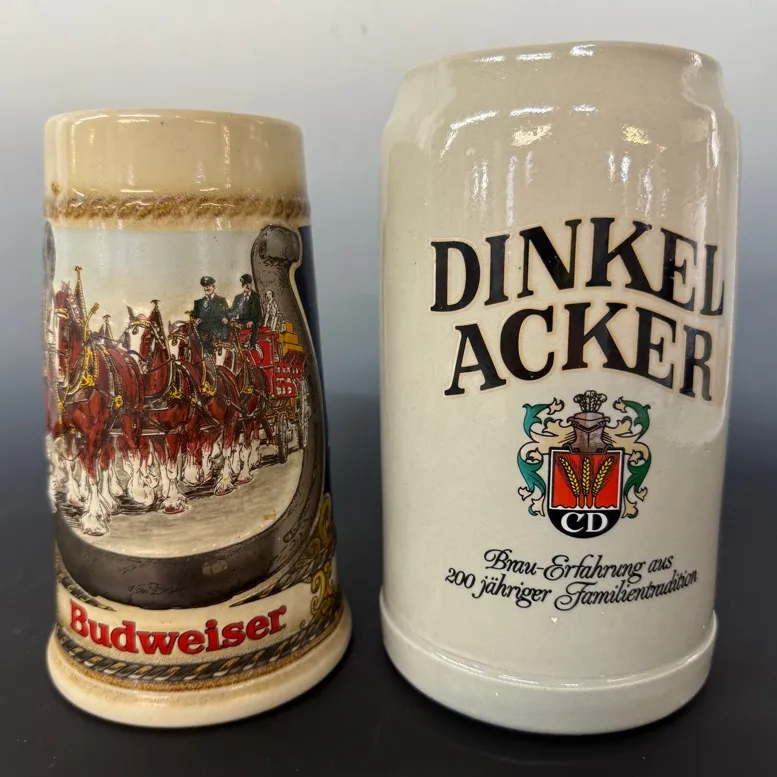 Budweiser
DINKEL
ACKER
CD
Brau-Erfahrung aus
200 jähriger Familientradition